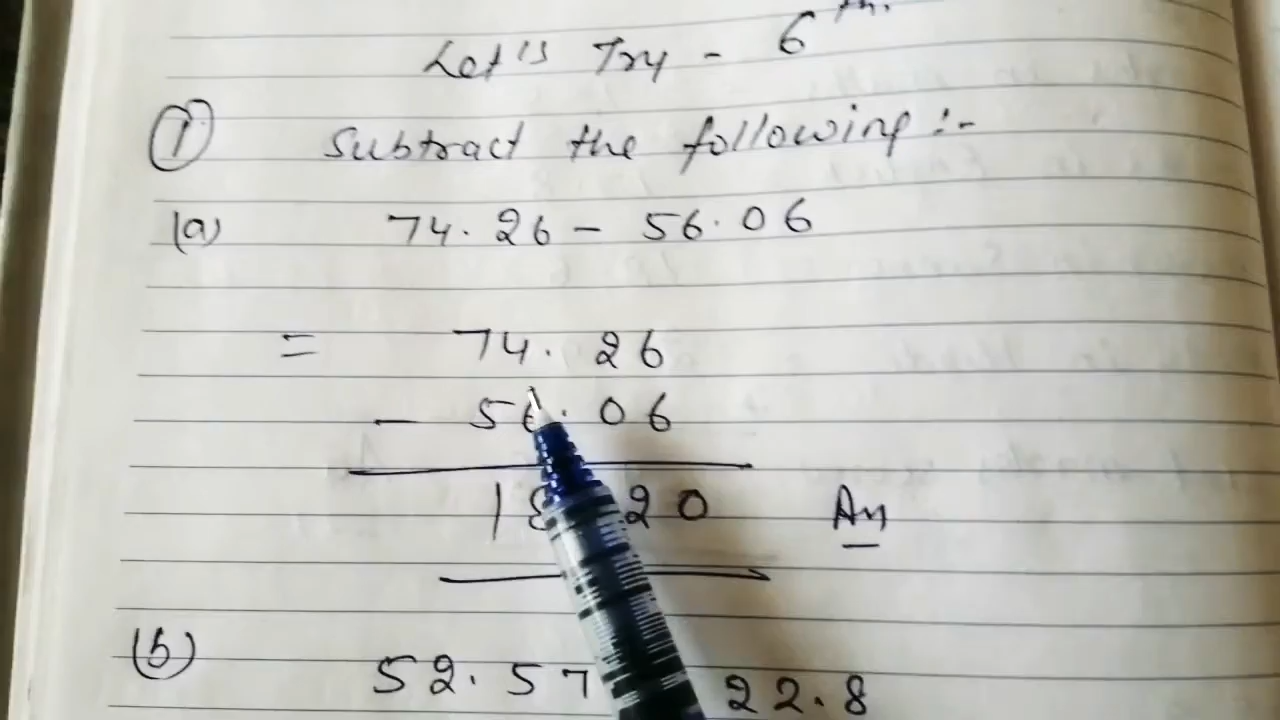 Let's Try - 6th.
① Subtract the following :-
(a) 74.26 - 56.06
= 74.26
- 56.06
18 20 An
(b) 52.57 22.8